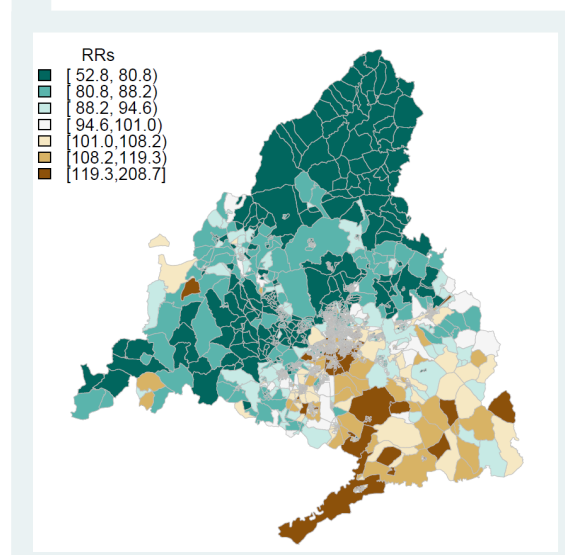 RRs
[ 52.8, 80.8)
[ 80.8, 88.2)
[ 88.2, 94.6)
[ 94.6,101.0)
[101.0,108.2)
[108.2,119.3)
[119.3,208.7]